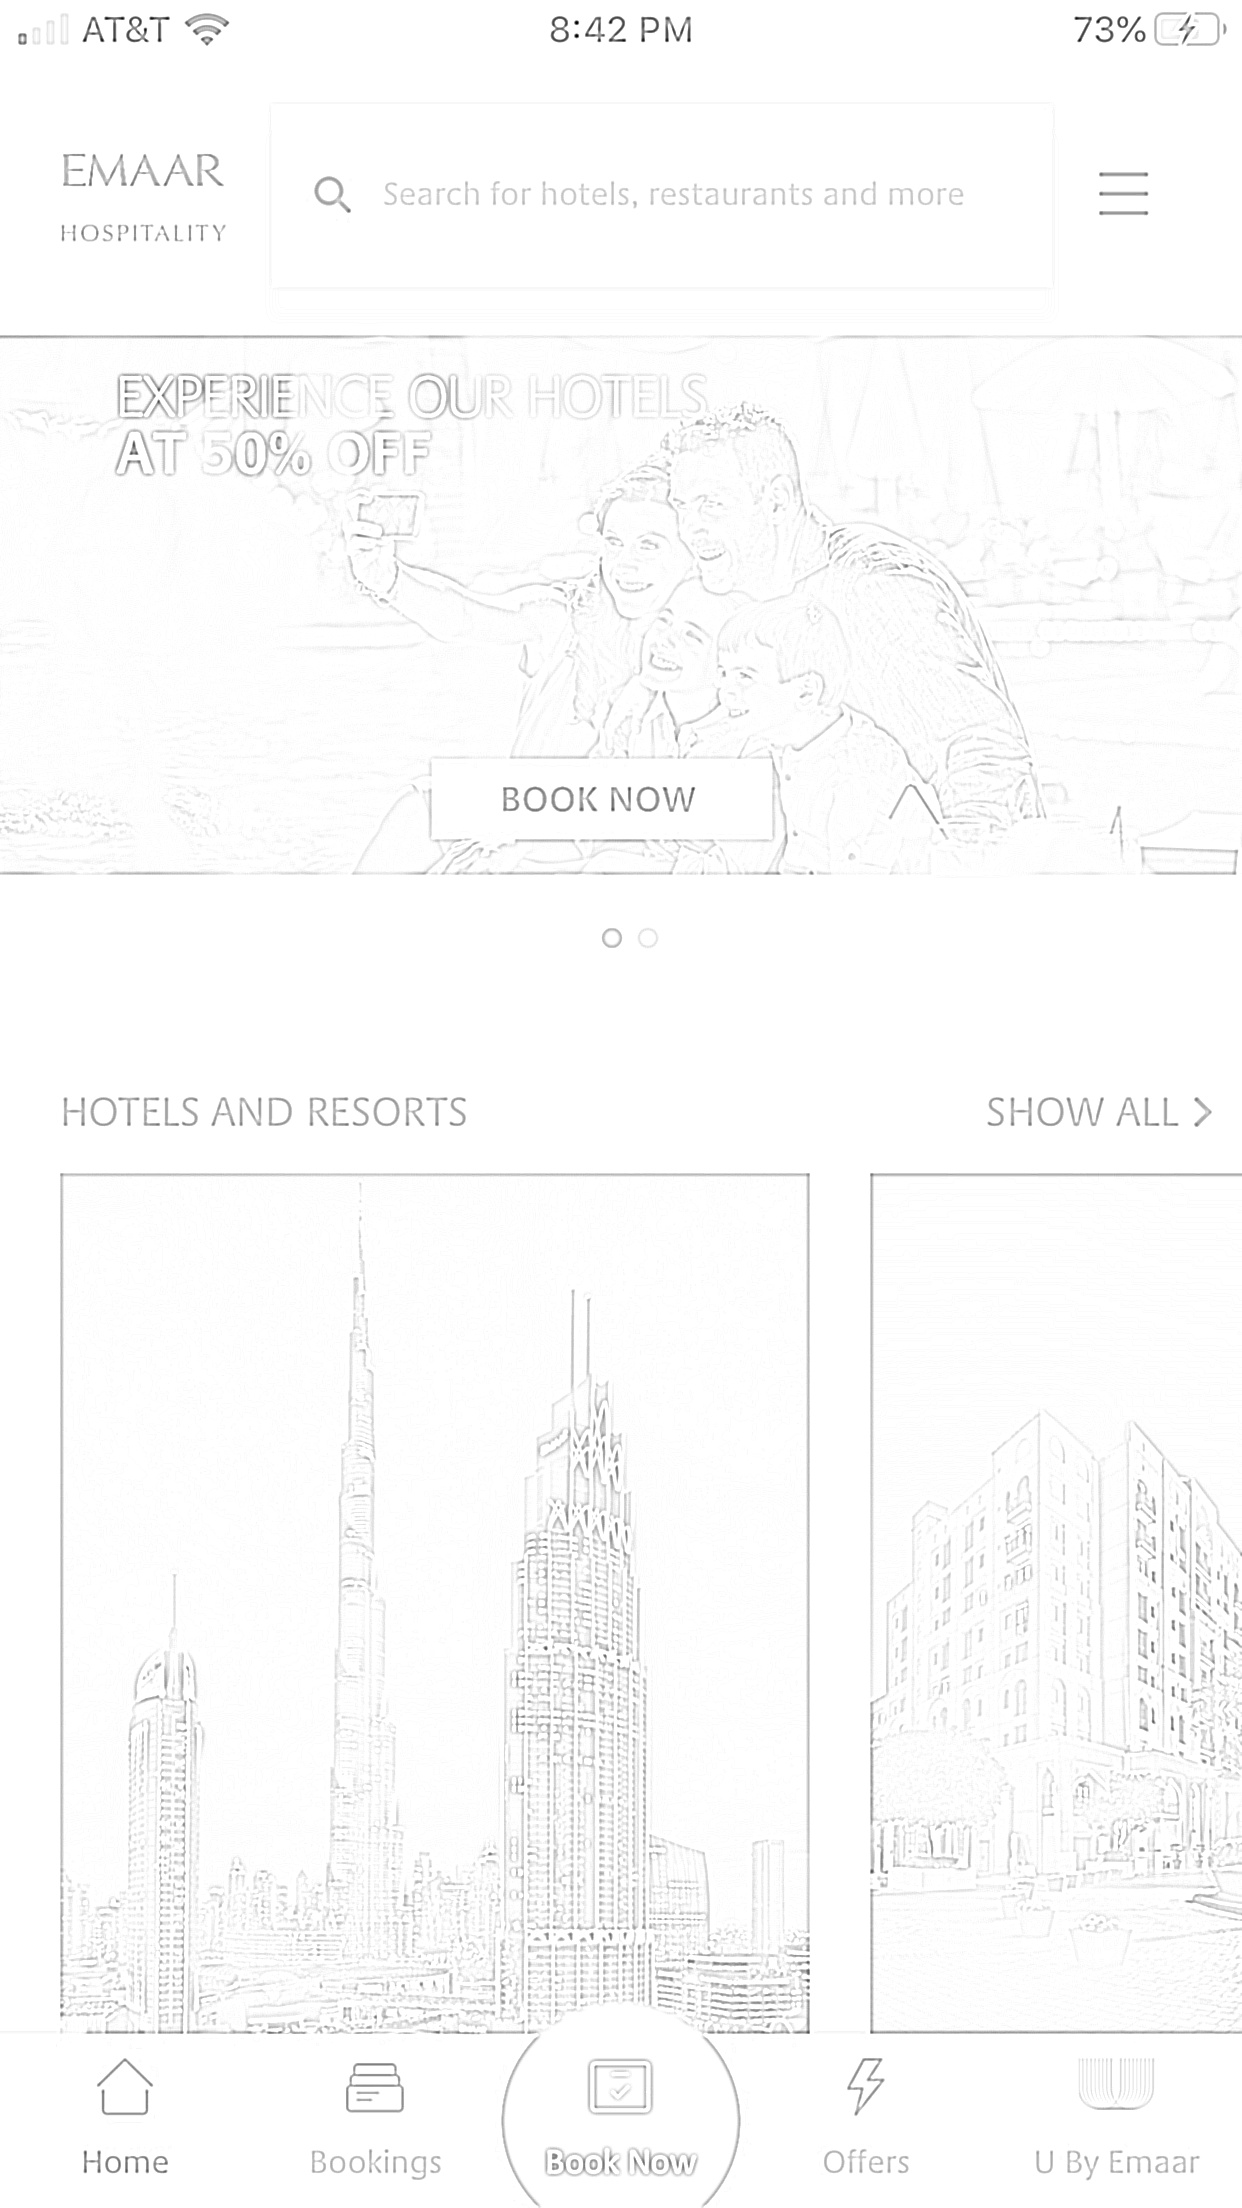 AT&T 8:42 PM 73%
EMAAR
HOSPITALITY
Search for hotels, restaurants and more
EXPERIENCE OUR HOTELS
AT 50% OFF
BOOK NOW
HOTELS AND RESORTS SHOW ALL
Home Bookings Book Now Offers U By Emaar